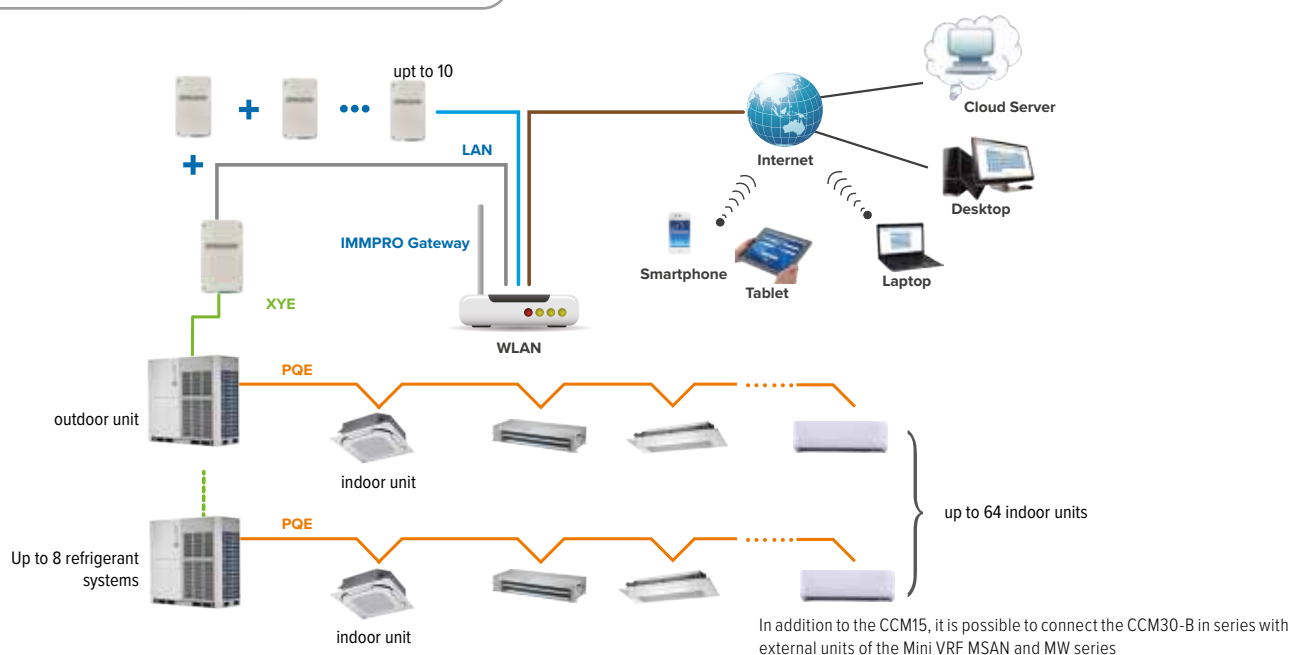 upt to 10
Cloud Server
LAN
Internet
Desktop
IMMPRO Gateway
Smartphone
Tablet
Laptop
XYE
WLAN
PQE
outdoor unit
indoor unit
up to 64 indoor units
PQE
Up to 8 refrigerant
systems
indoor unit
In addition to the CCM15, it is possible to connect the CCM30-B in series with
external units of the Mini VRF MSAN and MW series